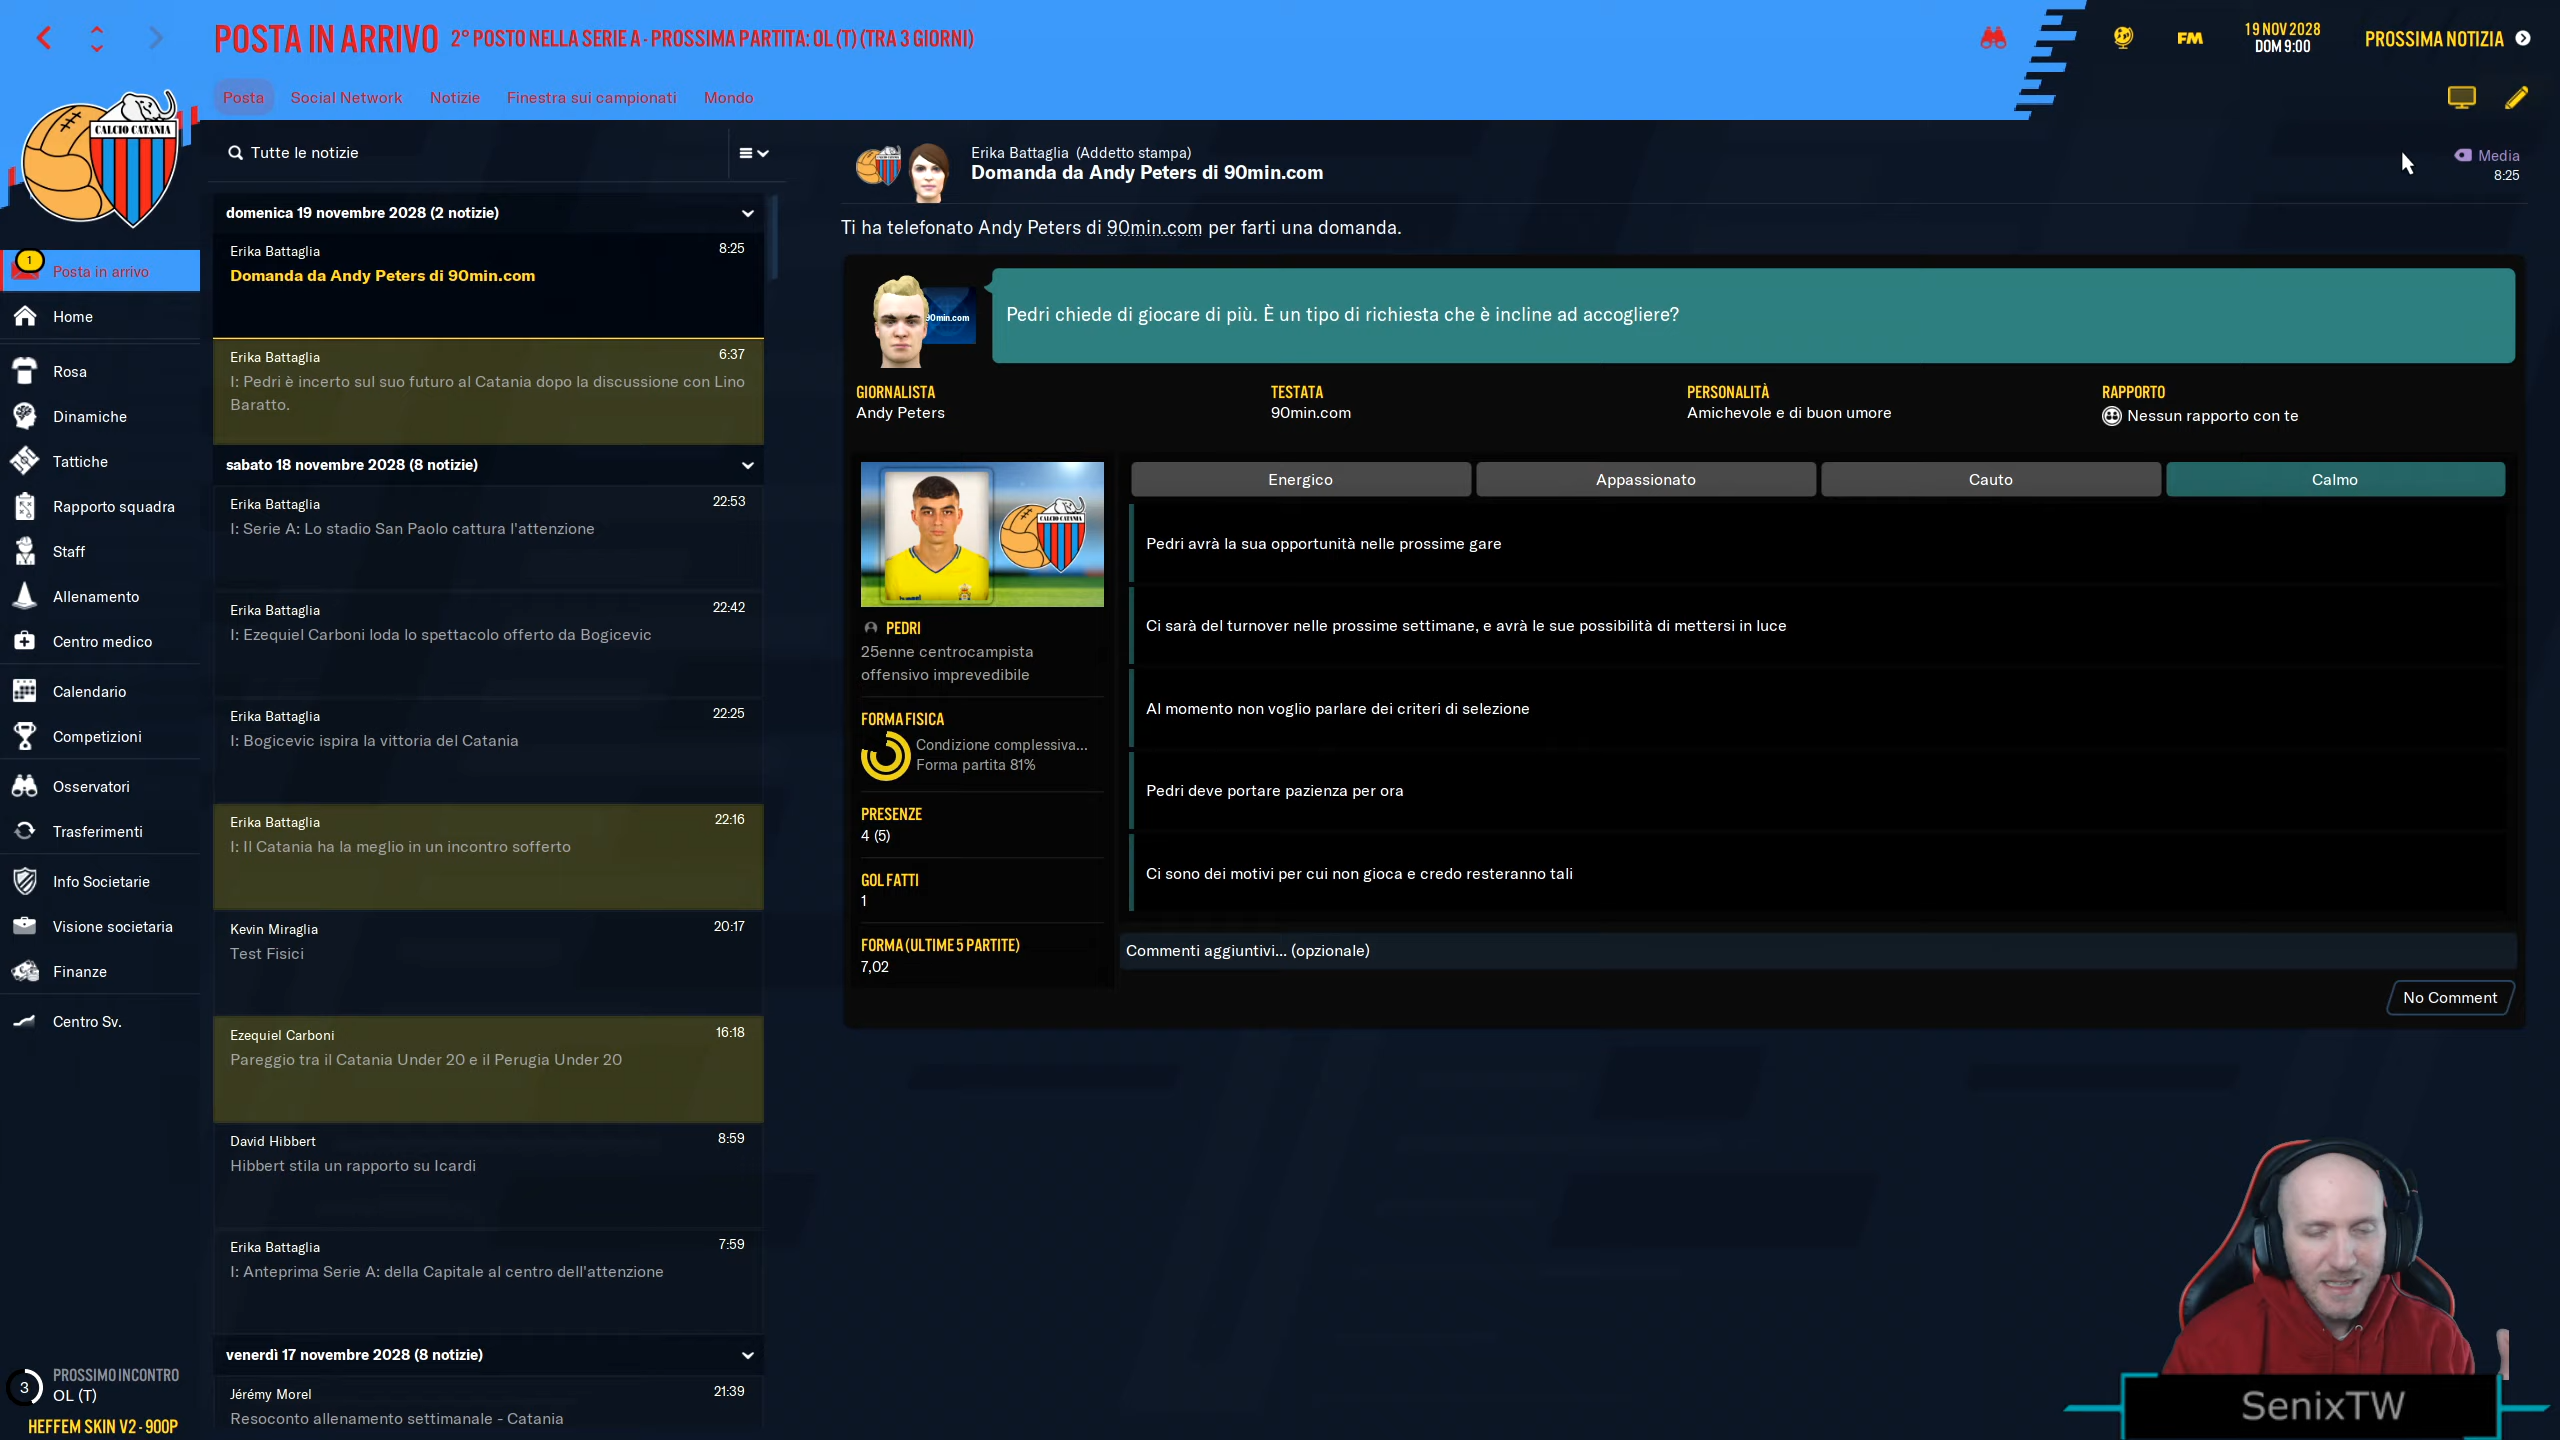 POSTA IN ARRIVO
2° POSTO NELLA SERIE A - PROSSIMA PARTITA: OL (T) (TRA 3 GIORNI)
FM
19 NOV 2028
DOM 9:00
PROSSIMA NOTIZIA
Posta
Social Network
Notizie
Finestra sui campionati
Mondo
CALCIO CATANIA
1
Posta in arrivo
Home
Rosa
Dinamiche
Tattiche
Rapporto squadra
Staff
Allenamento
Centro medico
Calendario
Competizioni
Osservatori
Trasferimenti
Info Societarie
Visione societaria
Finanze
Centro Sv.
3
PROSSIMO INCONTRO
OL (T)
HEFFEM SKIN V2 - 900P
Tutte le notizie
domenica 19 novembre 2028 (2 notizie)
Erika Battaglia
8:25
Domanda da Andy Peters di 90min.com
Erika Battaglia
6:37
I: Pedri è incerto sul suo futuro al Catania dopo la discussione con Lino
Baratto.
sabato 18 novembre 2028 (8 notizie)
Erika Battaglia
22:53
I: Serie A: Lo stadio San Paolo cattura l'attenzione
Erika Battaglia
22:42
I: Ezequiel Carboni loda lo spettacolo offerto da Bogicevic
Erika Battaglia
22:25
I: Bogicevic ispira la vittoria del Catania
Erika Battaglia
22:16
I: Il Catania ha la meglio in un incontro sofferto
Kevin Miraglia
20:17
Test Fisici
Ezequiel Carboni
16:18
Pareggio tra il Catania Under 20 e il Perugia Under 20
David Hibbert
8:59
Hibbert stila un rapporto su Icardi
Erika Battaglia
7:59
I: Anteprima Serie A: della Capitale al centro dell'attenzione
venerdì 17 novembre 2028 (8 notizie)
Jérémy Morel
21:39
Resoconto allenamento settimanale - Catania
Erika Battaglia (Addetto stampa)
Domanda da Andy Peters di 90min.com
Media
8:25
Ti ha telefonato Andy Peters di 90min.com per farti una domanda.
90min.com
Pedri chiede di giocare di più. È un tipo di richiesta che è incline ad accogliere?
GIORNALISTA
Andy Peters
TESTATA
90min.com
PERSONALITÀ
Amichevole e di buon umore
RAPPORTO
Nessun rapporto con te
CALCIO CATANIA
PEDRI
25enne centrocampista
offensivo imprevedibile
FORMA FISICA
Condizione complessiva...
Forma partita 81%
PRESENZE
4 (5)
GOL FATTI
1
FORMA (ULTIME 5 PARTITE)
7,02
Energico
Appassionato
Cauto
Calmo
Pedri avrà la sua opportunità nelle prossime gare
Ci sarà del turnover nelle prossime settimane, e avrà le sue possibilità di mettersi in luce
Al momento non voglio parlare dei criteri di selezione
Pedri deve portare pazienza per ora
Ci sono dei motivi per cui non gioca e credo resteranno tali
Commenti aggiuntivi... (opzionale)
No Comment
SenixTW